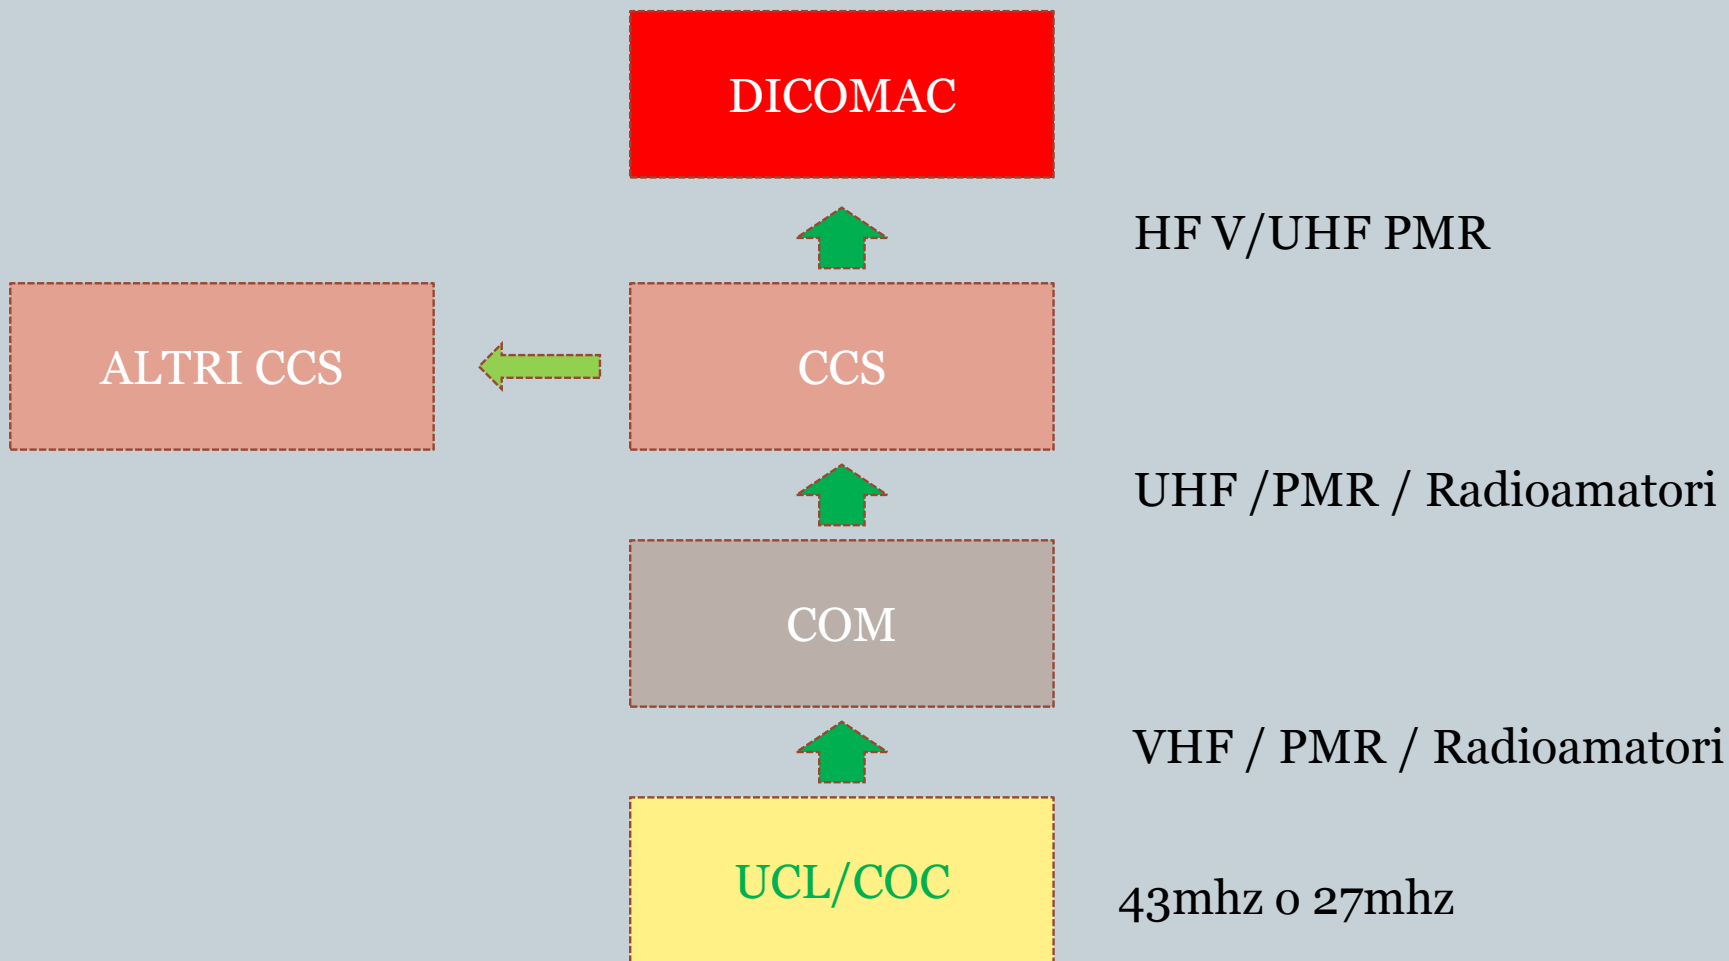 DICOMAC
HF V/UHF PMR
ALTRI CCS
CCS
UHF /PMR / Radioamatori
COM
VHF / PMR / Radioamatori
UCL/COC
43mhz o 27mhz